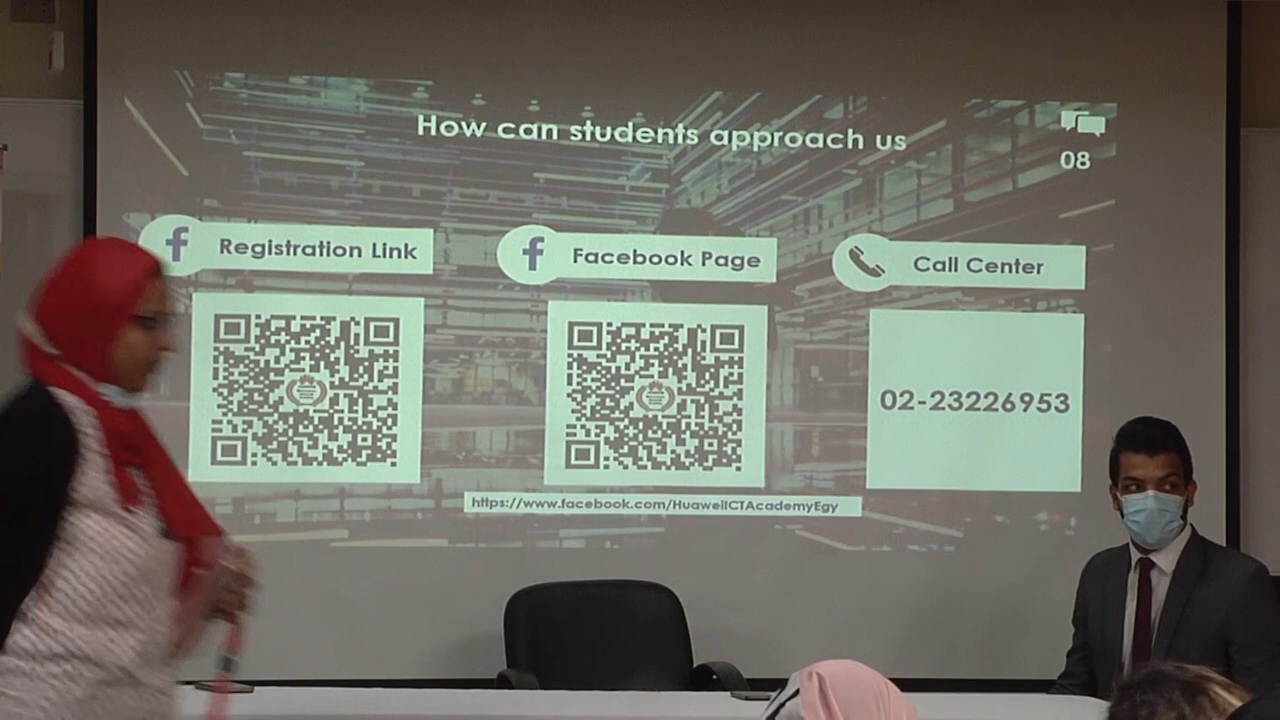 How can students approach us
08
Registration Link
Facebook Page
Call Center
02-23226953
https://www.facebook.com/HuaweiICTAcademyEgy